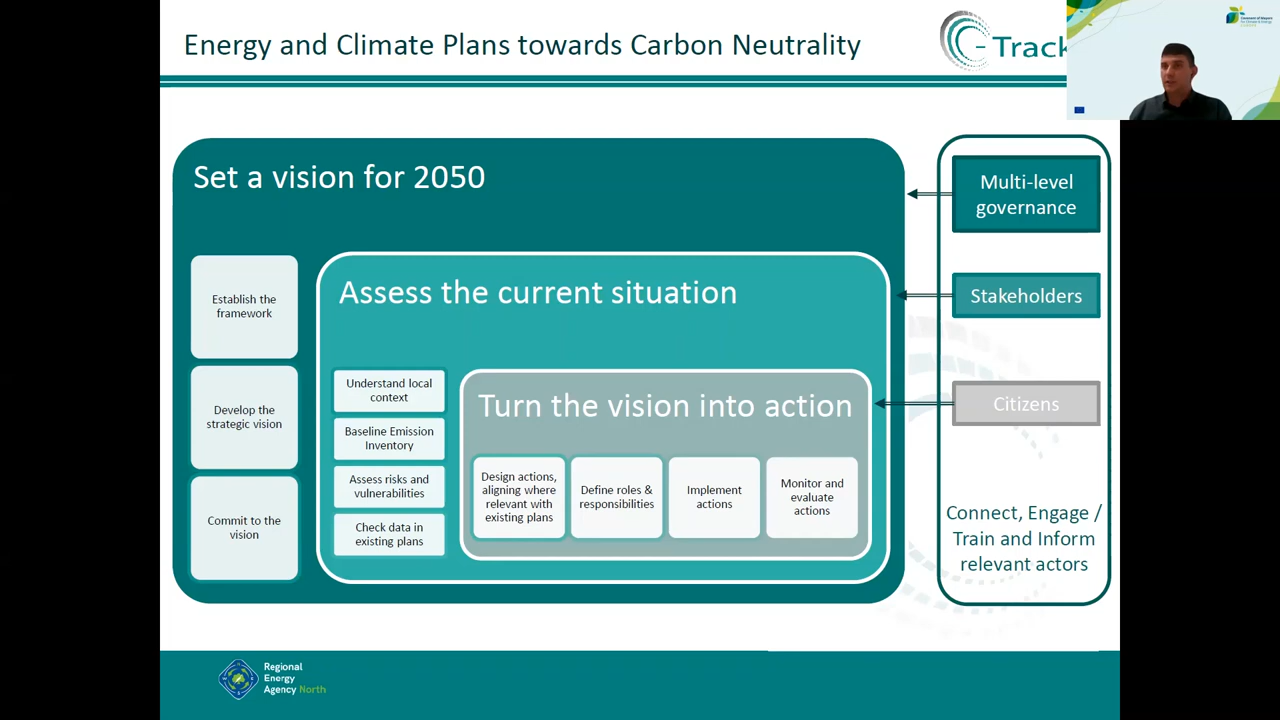 Energy and Climate Plans towards Carbon Neutrality
- Track
Set a vision for 2050
Establish the
framework
Develop the
strategic vision
Commit to the
vision
Assess the current situation
Understand local
context
Baseline Emission
Inventory
Assess risks and
vulnerabilities
Check data in
existing plans
Turn the vision into action
Design actions,
aligning where
relevant with
existing plans
Define roles &
responsibilities
Implement
actions
Monitor and
evaluate
actions
Multi-level
governance
Stakeholders
Citizens
Connect, Engage /
Train and Inform
relevant actors
Regional
Energy
Agency North